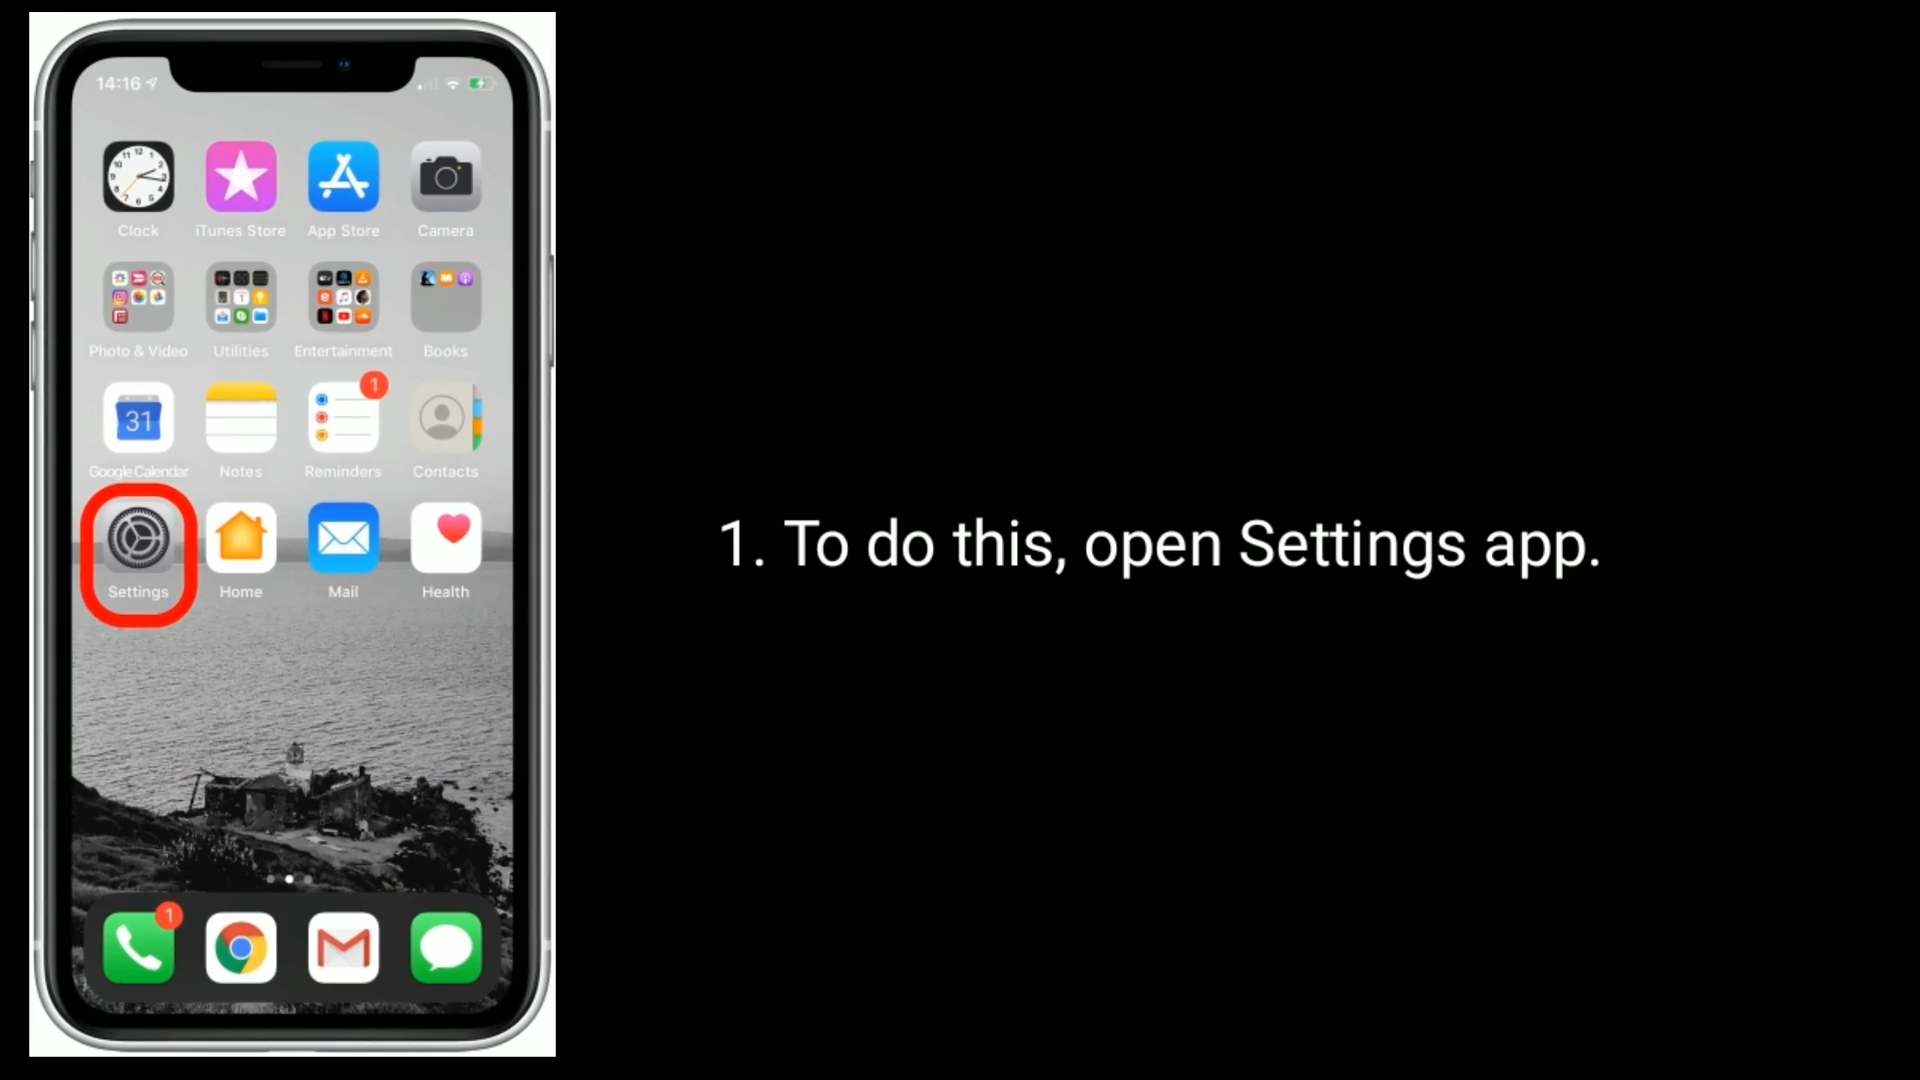 14:16
Clock iTunes Store App Store Camera
Photo & Video Utilities Entertainment Books
31
1
Google Calendar Notes Reminders Contacts
Settings Home Mail Health
1. To do this, open Settings app.
1